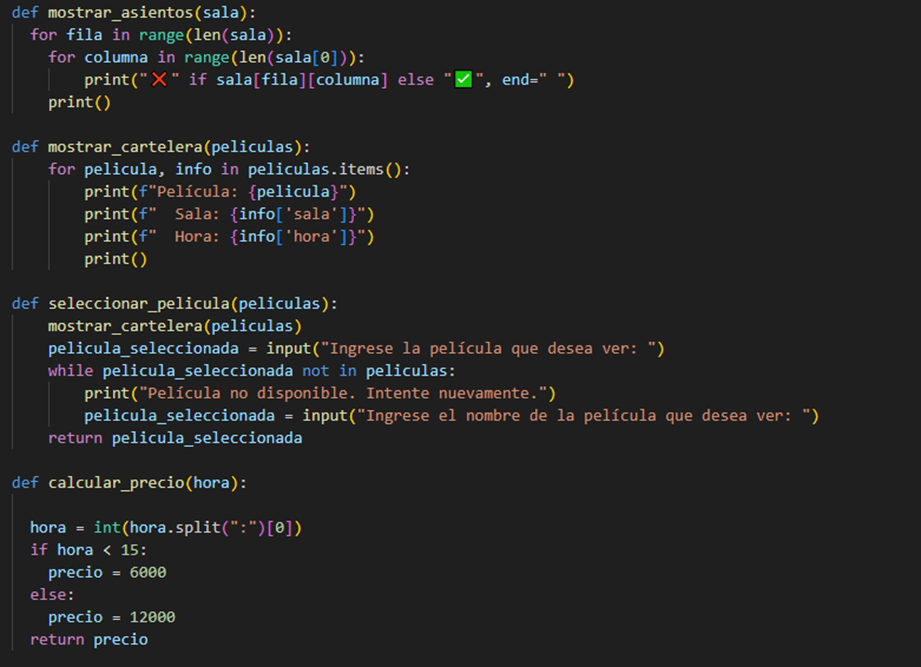 def mostrar_asientos(sala):
  for fila in range(len(sala)):
    for columna in range(len(sala[0])):
        print("❌" if sala[fila][columna] else "✅", end=" ")
    print()

def mostrar_cartelera(peliculas):
    for pelicula, info in peliculas.items():
        print(f"Película: {pelicula}")
        print(f"  Sala: {info['sala']}")
        print(f"  Hora: {info['hora']}")
        print()

def seleccionar_pelicula(peliculas):
    mostrar_cartelera(peliculas)
    pelicula_seleccionada = input("Ingrese la película que desea ver: ")
    while pelicula_seleccionada not in peliculas:
        print("Película no disponible. Intente nuevamente.")
        pelicula_seleccionada = input("Ingrese el nombre de la película que desea ver: ")
    return pelicula_seleccionada

def calcular_precio(hora):

  hora = int(hora.split(":")[0])
  if hora < 15:
    precio = 6000
  else:
    precio = 12000
  return precio